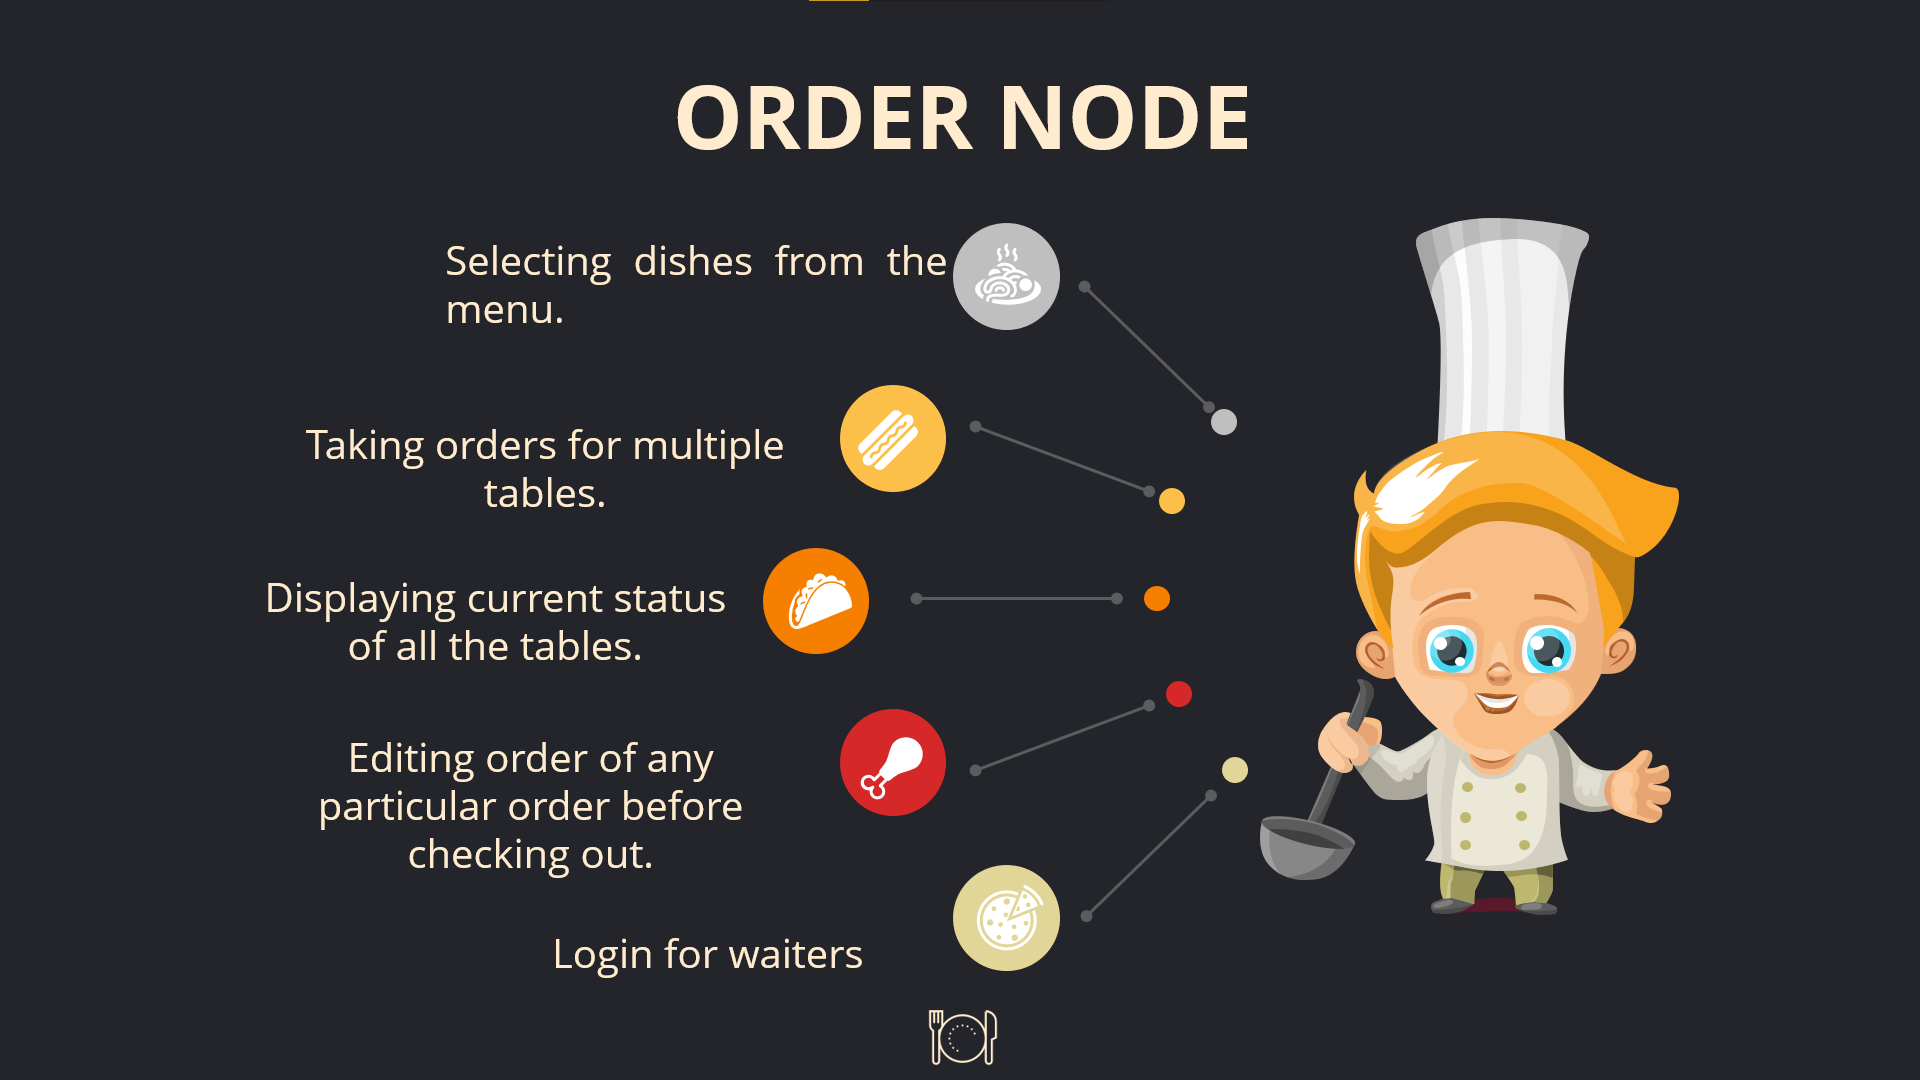 ORDER NODE
Selecting dishes from the
menu.
Taking orders for multiple
tables.
Displaying current status
of all the tables.
Editing order of any
particular order before
checking out.
Login for waiters